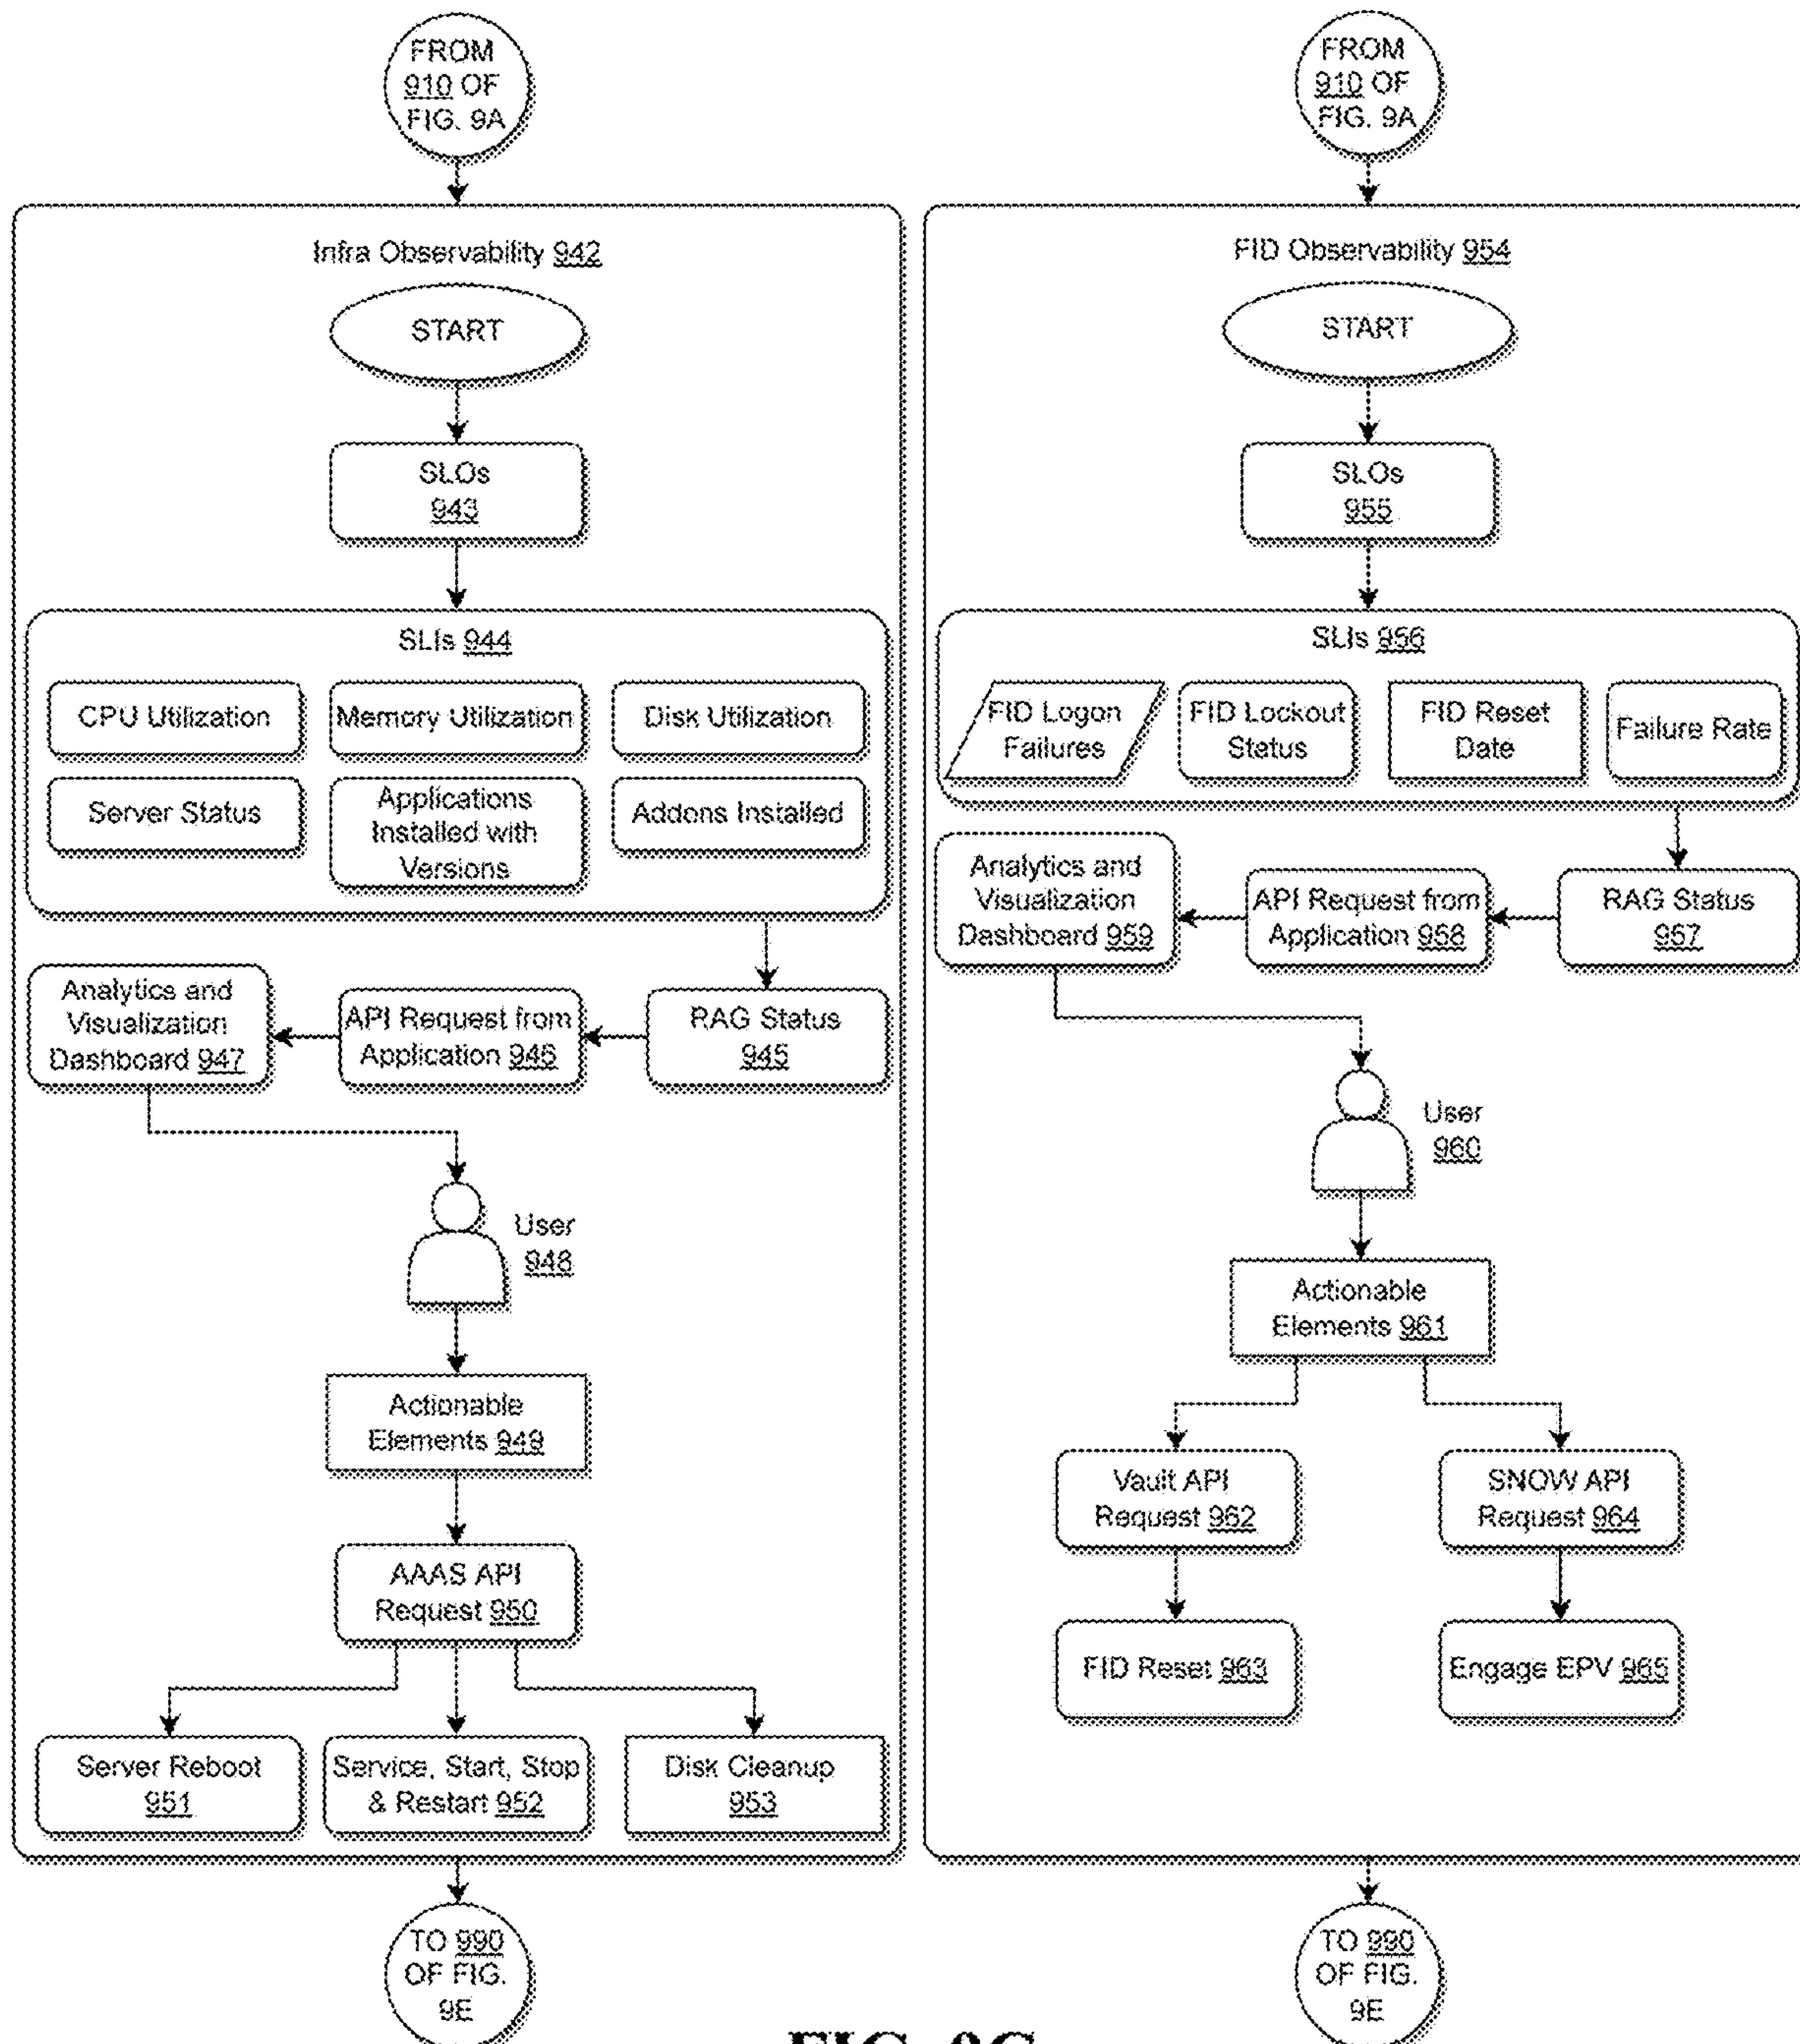 FROM
910 OF
FIG. 9A
Infra Observability 942
START
SLOs
943
SLIs 944
CPU Utilization
Memory Utilization
Disk Utilization
Server Status
Applications
Installed with
Versions
Addons Installed
RAG Status
945
API Request from
Application 946
Analytics and
Visualization
Dashboard 947
User
948
Actionable
Elements 949
AAAS API
Request 950
Server Reboot
951
Service, Start, Stop
& Restart 952
Disk Cleanup
953
TO 990
OF FIG.
9E
FROM
910 OF
FIG. 9A
FID Observability 954
START
SLOs
955
SLIs 956
FID Logon
Failures
FID Lockout
Status
FID Reset
Date
Failure Rate
RAG Status
957
API Request from
Application 958
Analytics and
Visualization
Dashboard 959
User
960
Actionable
Elements 961
Vault API
Request 962
SNOW API
Request 964
FID Reset 963
Engage EPV 965
TO 990
OF FIG.
9E